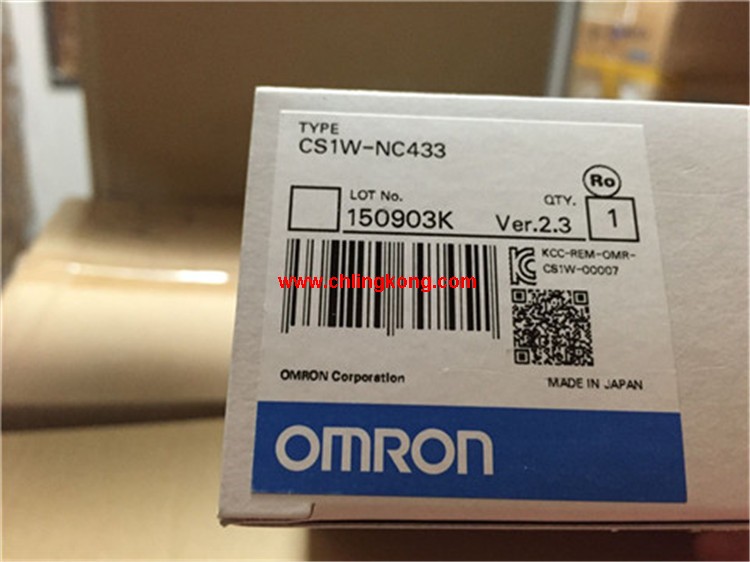 TYPE
CS1W-NC433
Ro
LOT No.
QTY.
150903K
Ver.2.3
1
KCC-REM-OMR-
CS1W-00007
www.chlingkong.com
OMRON Corporation
MADE IN JAPAN
OMRON